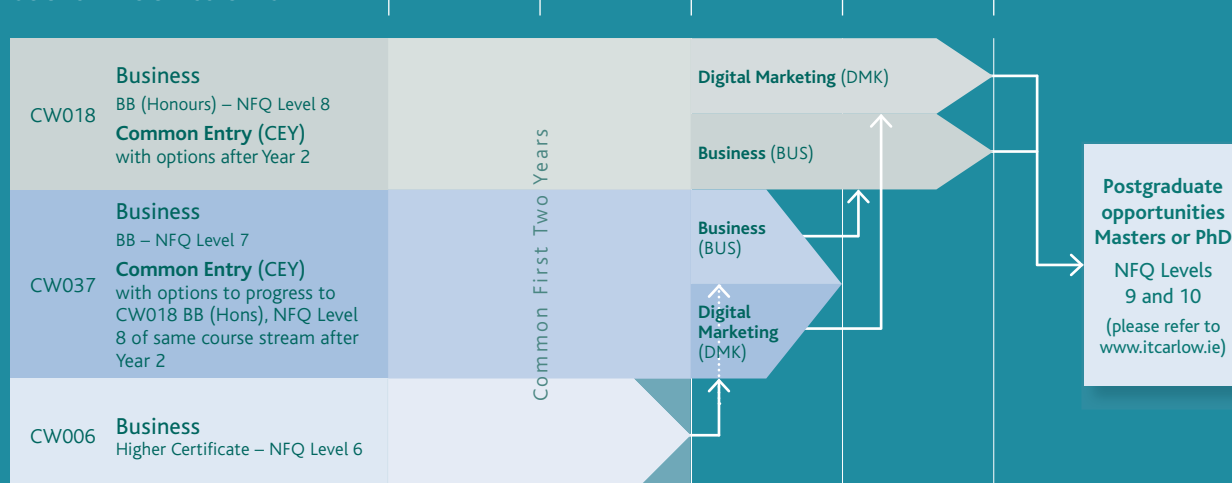 CW018
Business
BB (Honours) – NFQ Level 8
Common Entry (CEY)
with options after Year 2
CW037
Business
BB – NFQ Level 7
Common Entry (CEY)
with options to progress to
CW018 BB (Hons), NFQ Level
8 of same course stream after
Year 2
CW006
Business
Higher Certificate – NFQ Level 6
Common First Two Years
Digital Marketing (DMK)
Business (BUS)
Business
(BUS)
Digital
Marketing
(DMK)
Postgraduate
opportunities
Masters or PhD
NFQ Levels
9 and 10
(please refer to
www.itcarlow.ie)